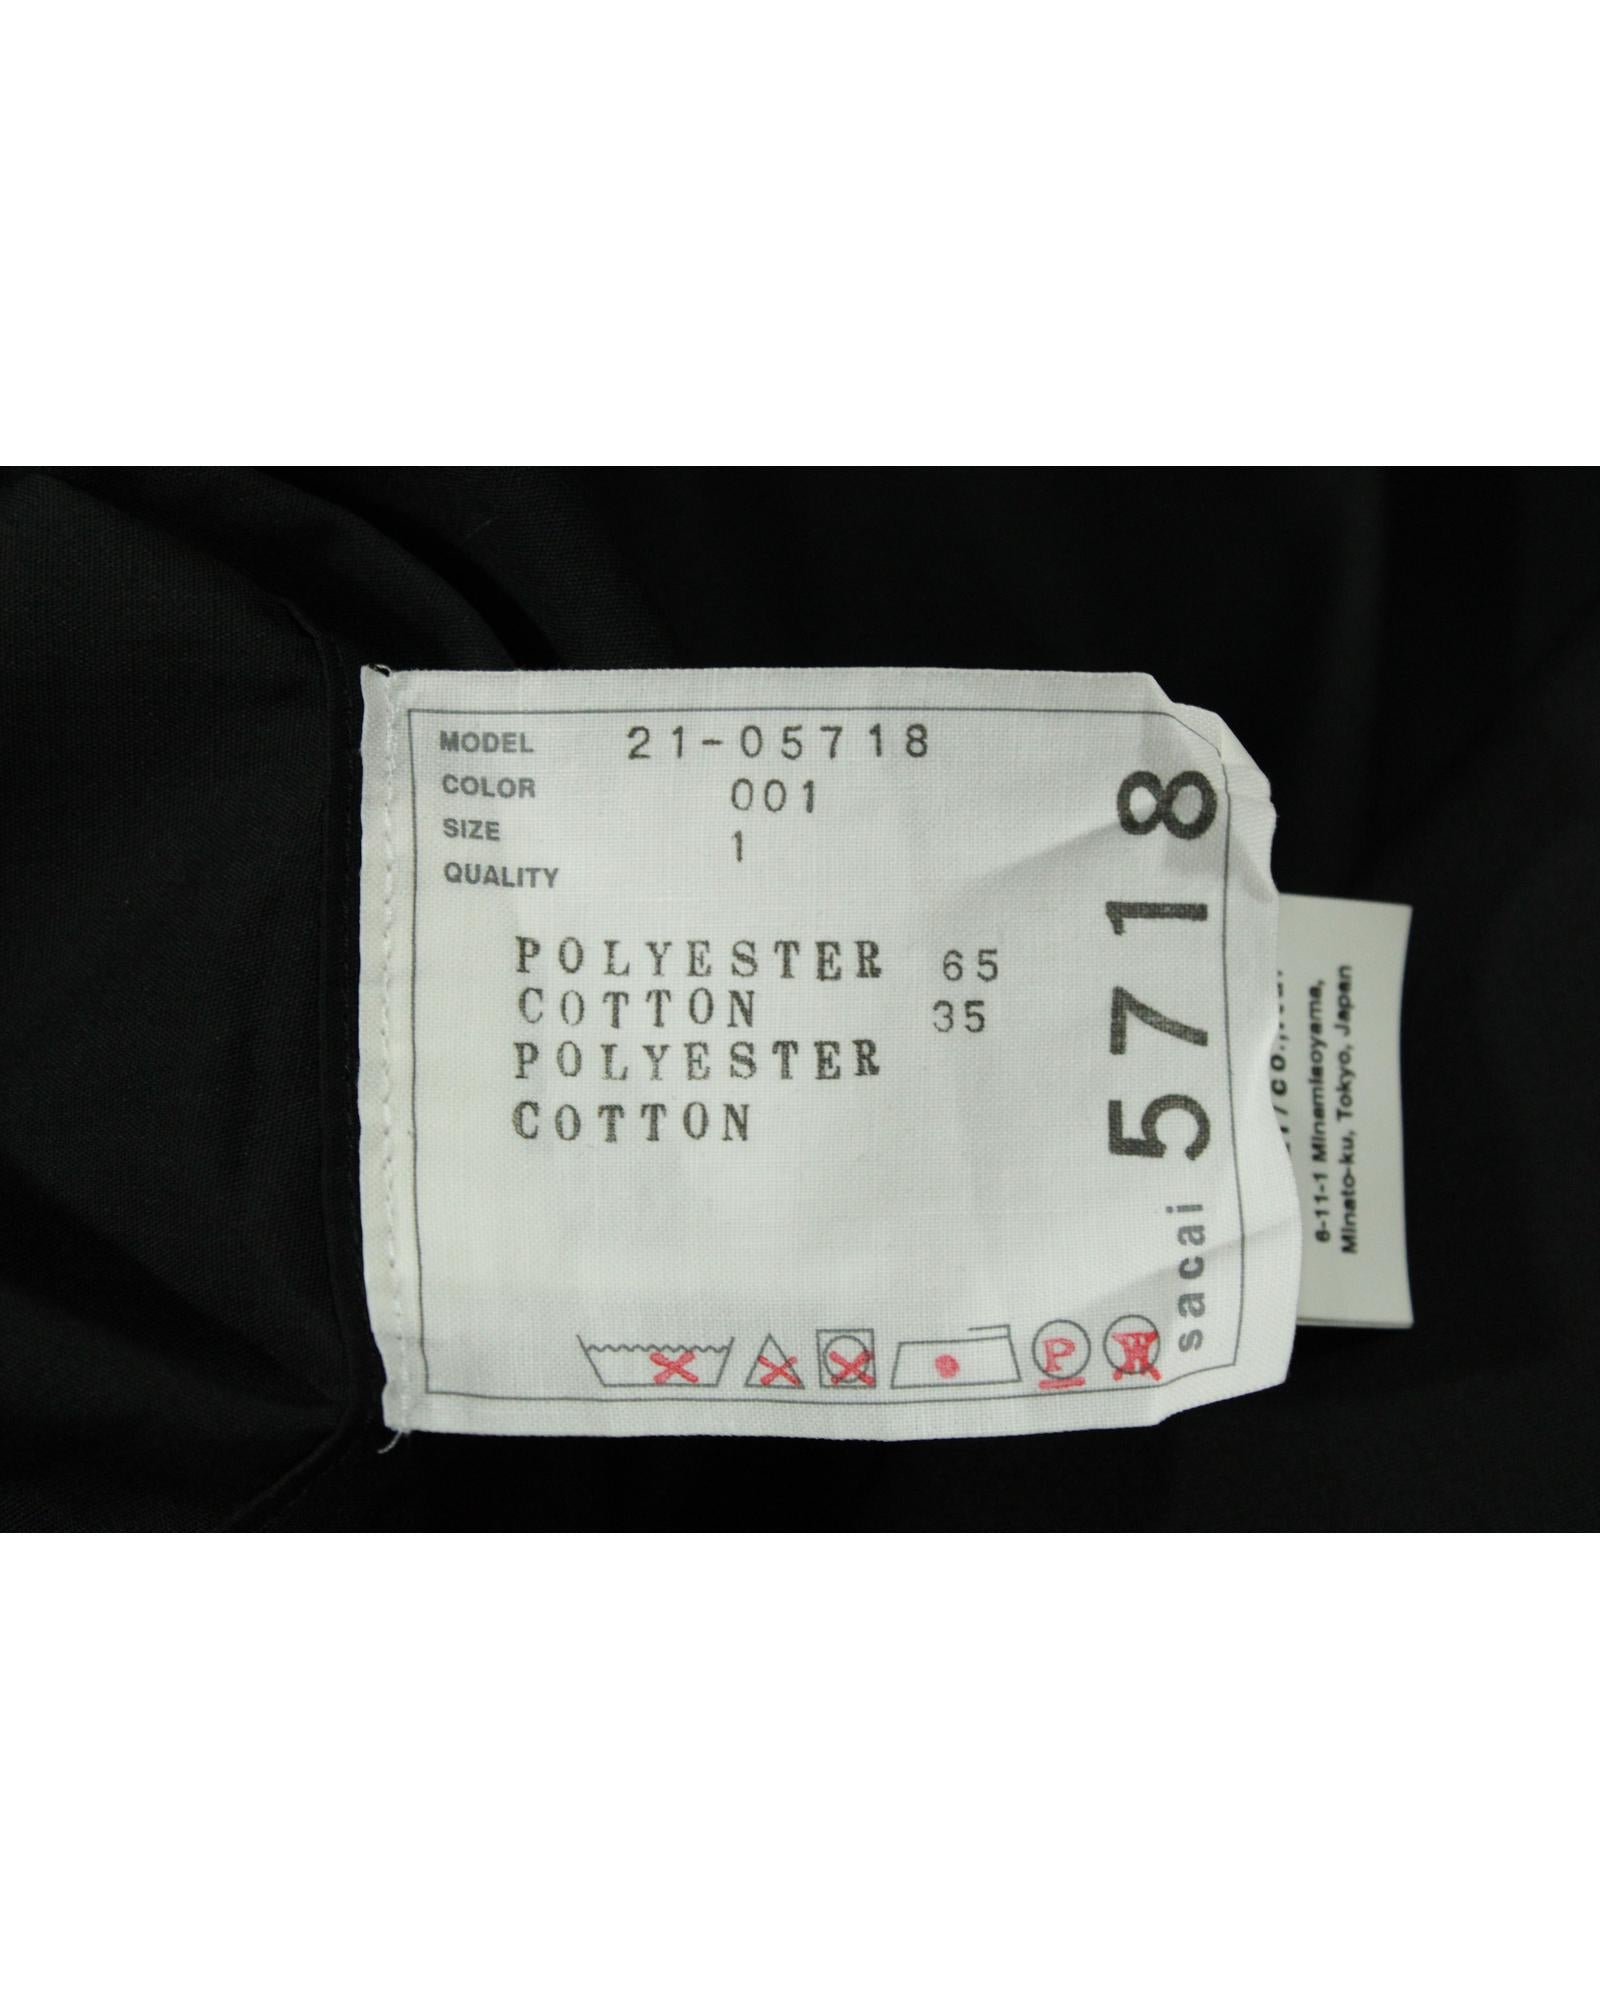 MODEL 21-05718
COLOR 001
SIZE 1
QUALITY
POLYESTER 65
COTTON 35
POLYESTER
COTTON
sacai 5718
P
W
co.,
6-11-1 Minamiaoyama,
Minato-ku, Tokyo, Japan